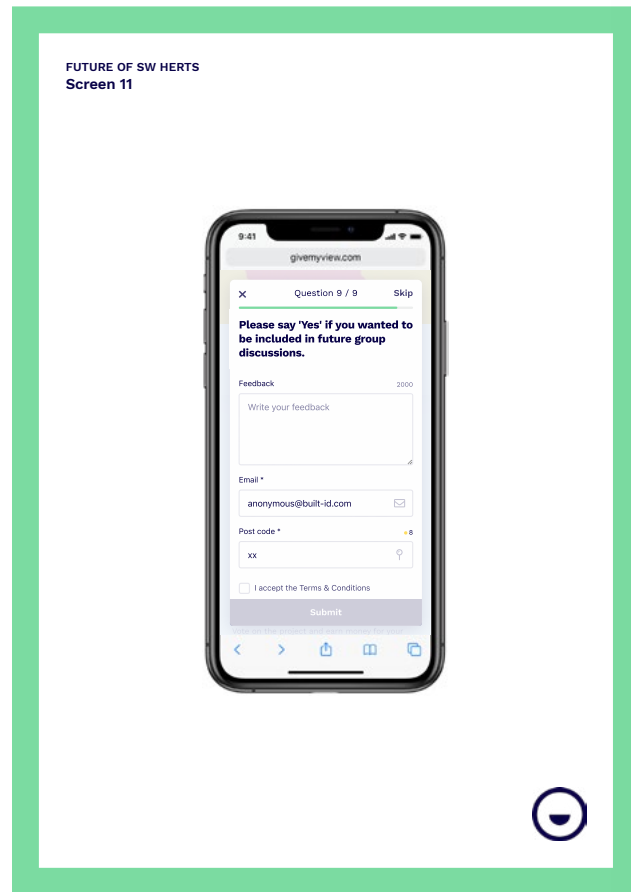 FUTURE OF SW HERTS
Screen 11
9:41
givemyview.com
Question 9 / 9 Skip
Please say 'Yes' if you wanted to
be included in future group
discussions.
Feedback 2000
Write your feedback
Email *
anonymous@built-id.com
Post code * 8
xx
I accept the Terms & Conditions
Submit